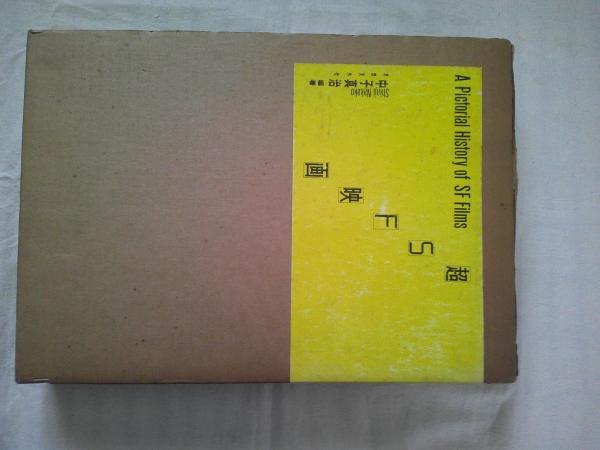 A Pictorial History of SF Films
超SF映画
Shinji Nakako
中子真治 編著